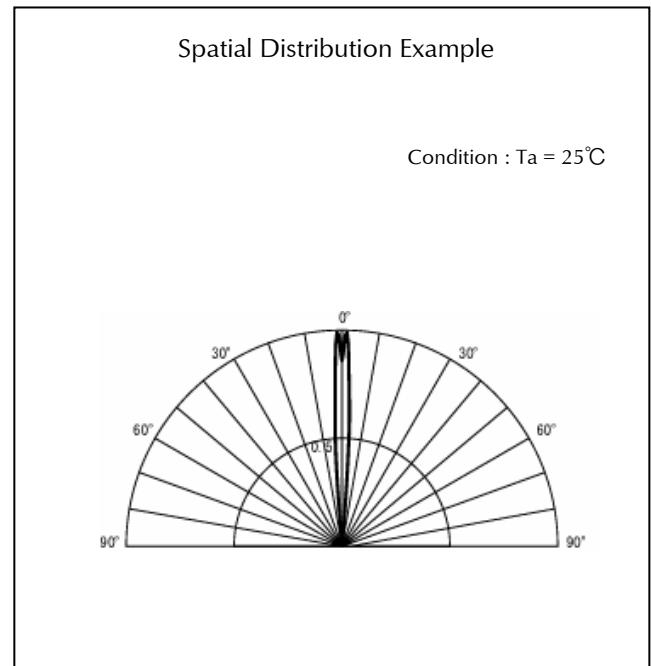 Spatial Distribution Example
Condition : Ta = 25℃
0°
30° 30°
60° 60°
0.5
90° 90°